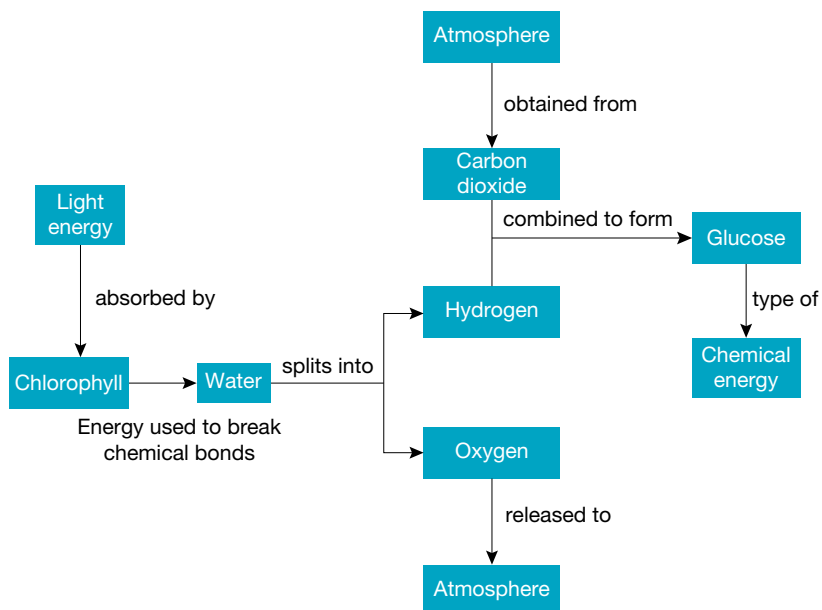 Atmosphere
obtained from
Carbon
dioxide
Light
energy
combined to form
Glucose
absorbed by
Hydrogen
type of
Chlorophyll
Water
splits into
Chemical
energy
Energy used to break
chemical bonds
Oxygen
released to
Atmosphere